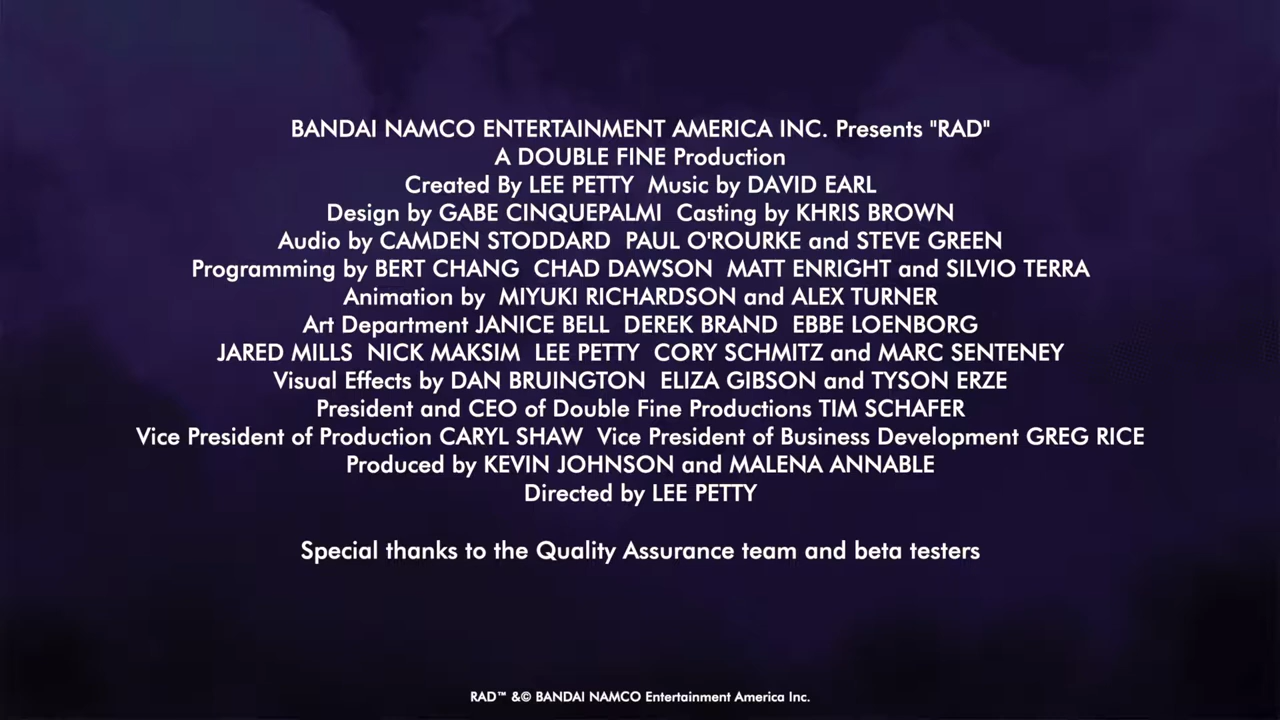 BANDAI NAMCO ENTERTAINMENT AMERICA INC. Presents "RAD"
A DOUBLE FINE Production
Created By LEE PETTY  Music by DAVID EARL
Design by GABE CINQUEPALMI  Casting by KHRIS BROWN
Audio by CAMDEN STODDARD  PAUL O'ROURKE and STEVE GREEN
Programming by BERT CHANG  CHAD DAWSON  MATT ENRIGHT and SILVIO TERRA
Animation by  MIYUKI RICHARDSON and ALEX TURNER
Art Department JANICE BELL  DEREK BRAND  EBBE LOENBORG
JARED MILLS  NICK MAKSIM  LEE PETTY  CORY SCHMITZ and MARC SENTENEY
Visual Effects by DAN BRUINGTON  ELIZA GIBSON and TYSON ERZE
President and CEO of Double Fine Productions TIM SCHAFER
Vice President of Production CARYL SHAW  Vice President of Business Development GREG RICE
Produced by KEVIN JOHNSON and MALENA ANNABLE
Directed by LEE PETTY
Special thanks to the Quality Assurance team and beta testers
RAD™ &© BANDAI NAMCO Entertainment America Inc.